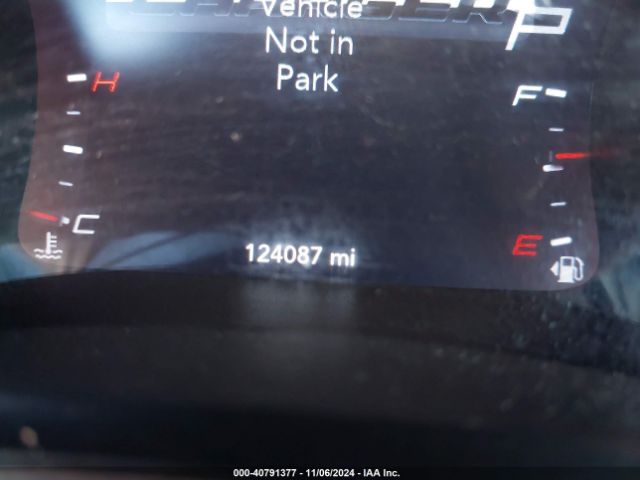 Vehicle
P
Not in
Park
H
F
C
124087 mi
E
000-40791377 - 11/06/2024 - IAA Inc.